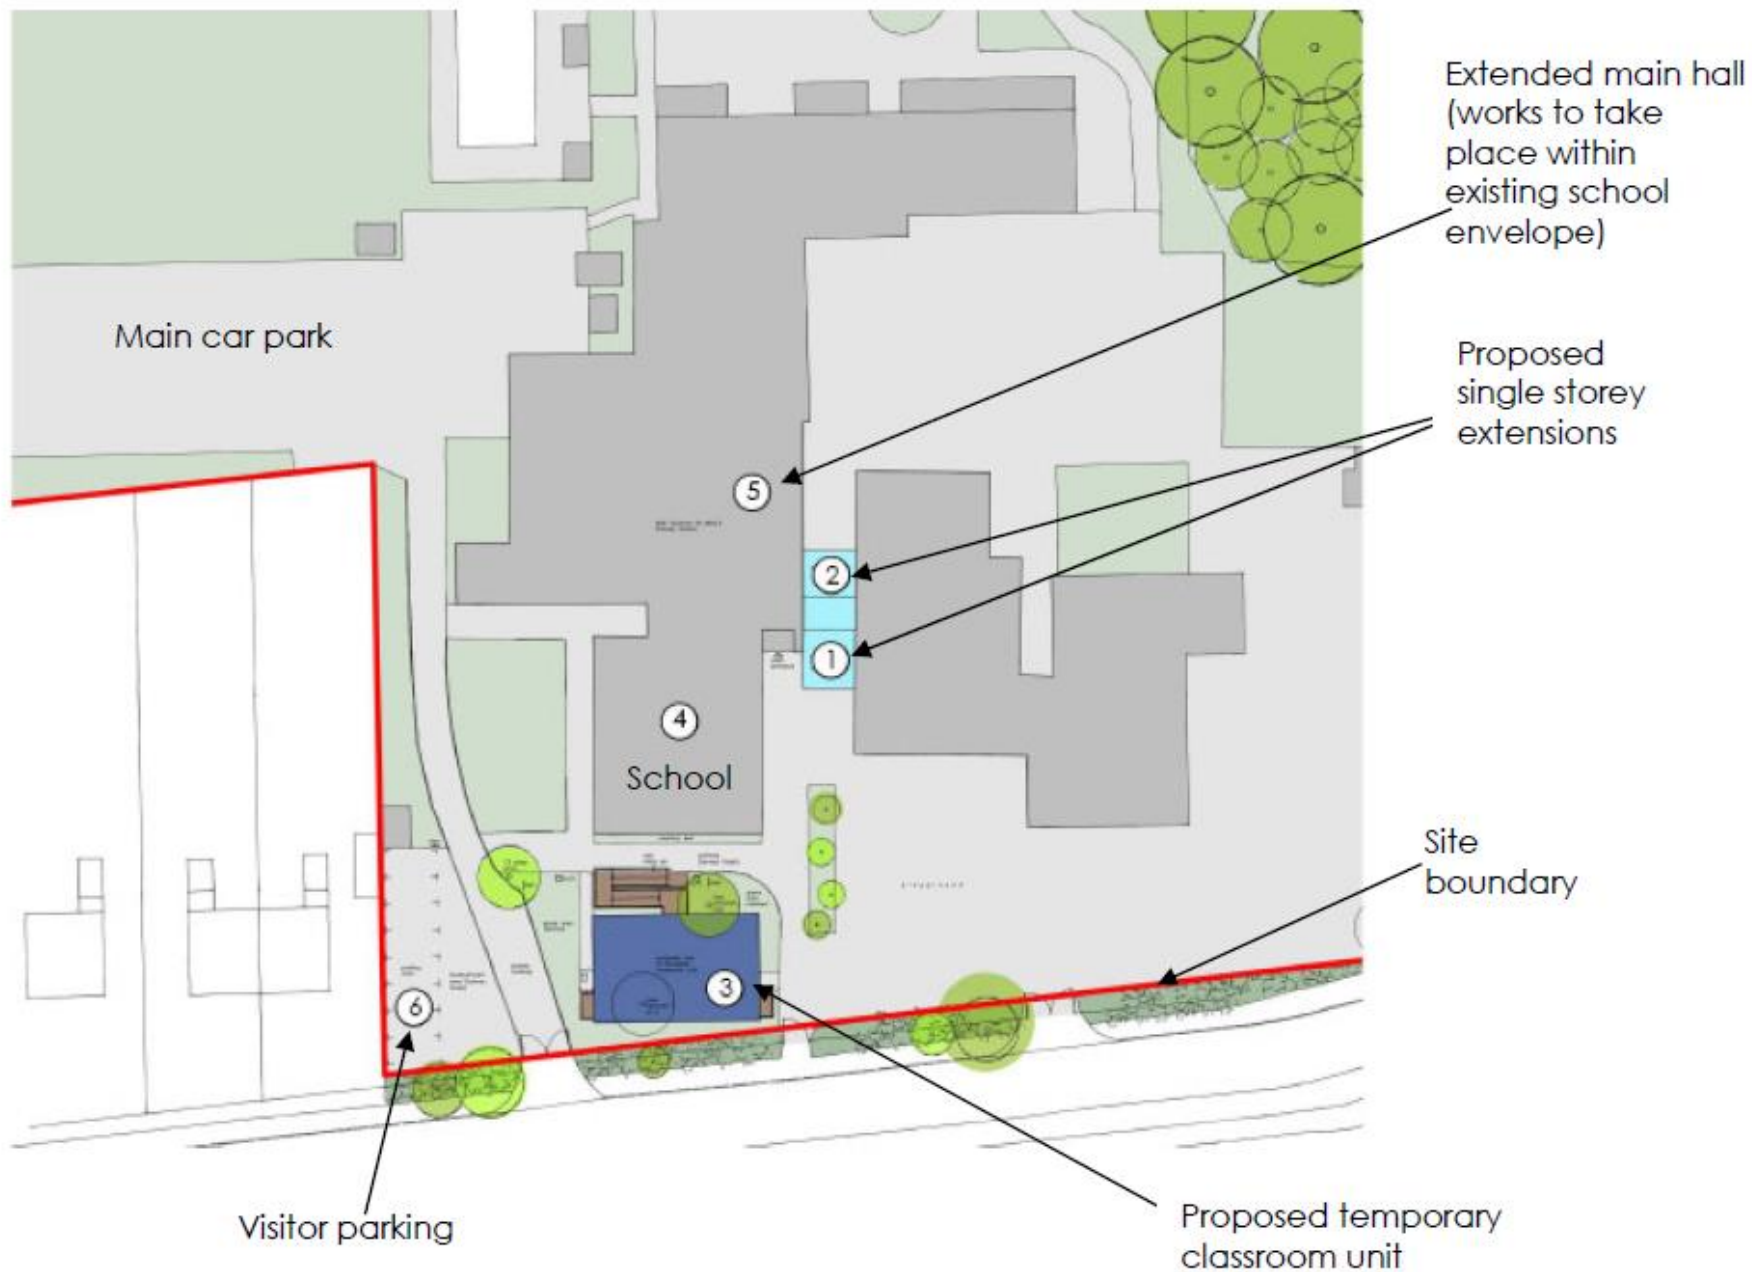 Extended main hall
(works to take
place within
existing school
envelope)
Main car park
Proposed
single storey
extensions
5
2
1
4
School
Site
boundary
playground
3
6
Visitor parking
Proposed temporary
classroom unit